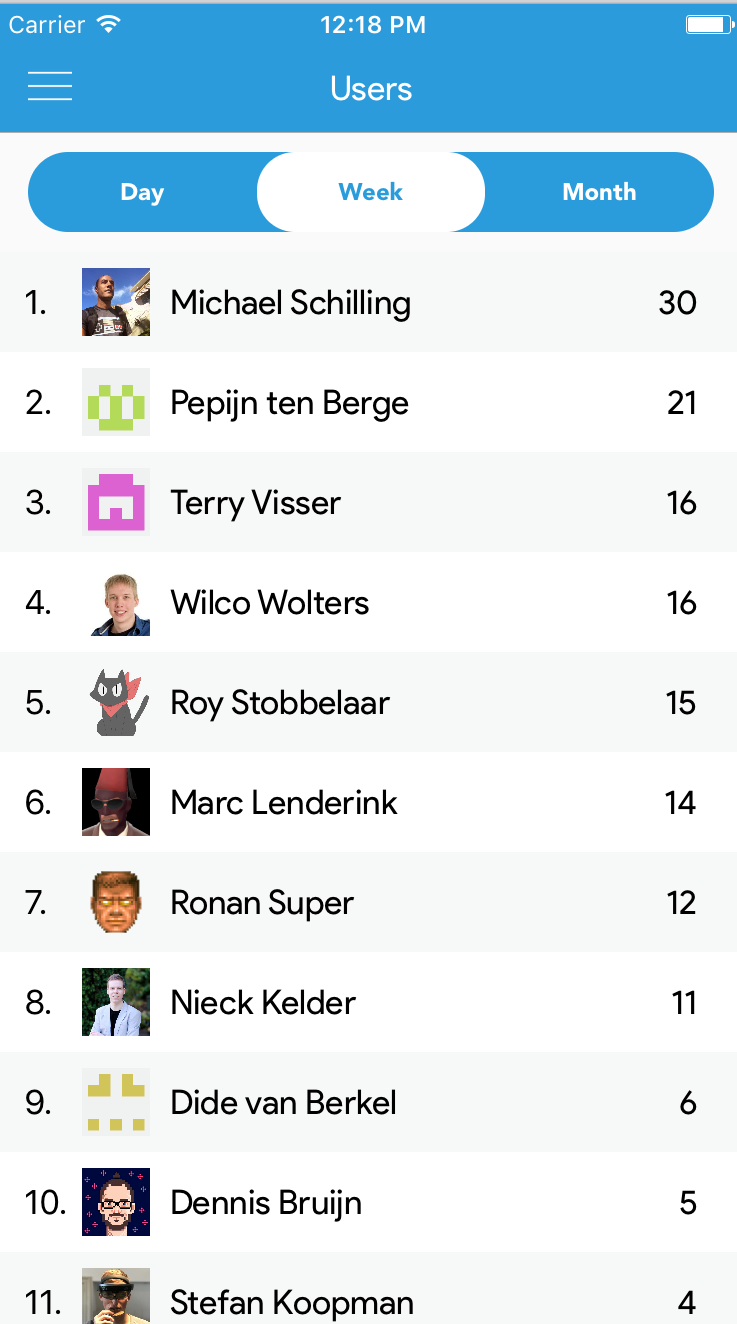 Carrier 12:18 PM
Users
Day Week Month
1. Michael Schilling 30
2. Pepijn ten Berge 21
3. Terry Visser 16
4. Wilco Wolters 16
5. Roy Stobbelaar 15
6. Marc Lenderink 14
7. Ronan Super 12
8. Nieck Kelder 11
9. Dide van Berkel 6
10. Dennis Bruijn 5
11. Stefan Koopman 4